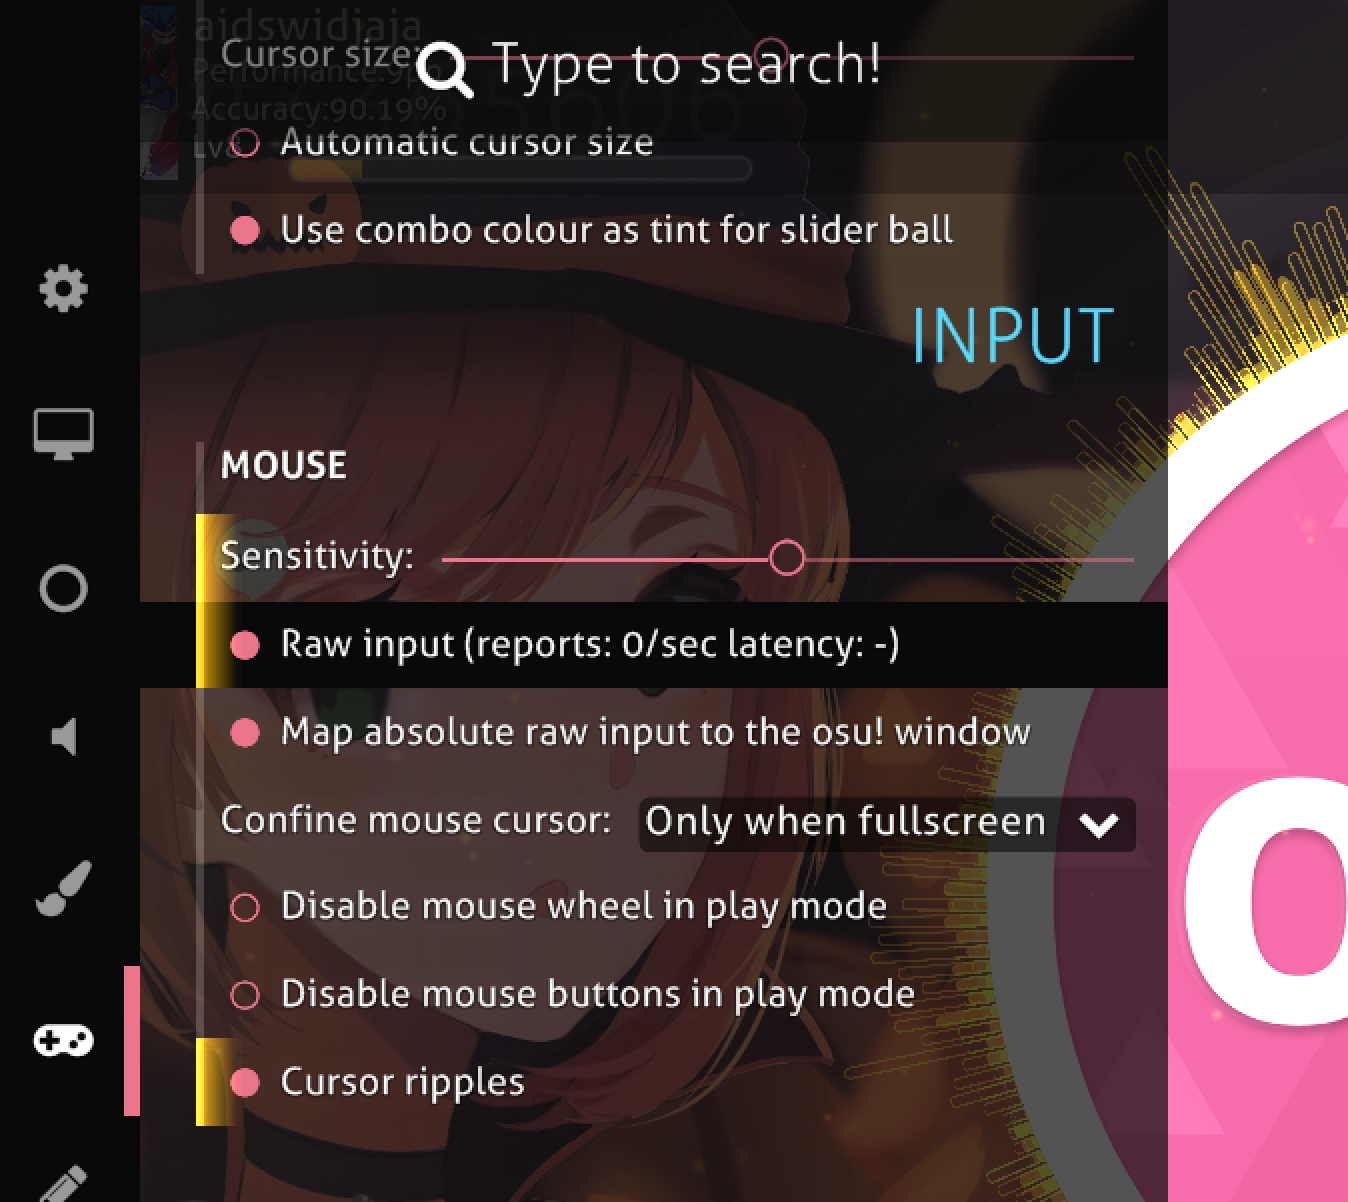 aidswidjaja
Cursor size:
Type to search!
Performance:9p
Accuracy:90.19%
Automatic cursor size
Use combo colour as tint for slider ball
INPUT
MOUSE
Sensitivity:
Raw input (reports: 0/sec latency: -)
Map absolute raw input to the osu! window
Confine mouse cursor: Only when fullscreen
Disable mouse wheel in play mode
Disable mouse buttons in play mode
Cursor ripples